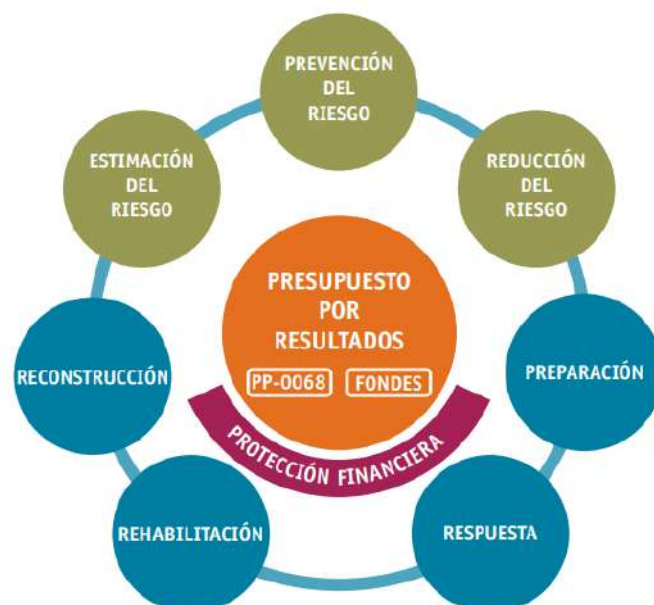 PREVENCIÓN
DEL
RIESGO
ESTIMACIÓN
DEL
RIESGO
REDUCCIÓN
DEL
RIESGO
PRESUPUESTO
POR
RESULTADOS
PP-0068 FONDES
RECONSTRUCCIÓN
PREPARACIÓN
PROTECCIÓN FINANCIERA
REHABILITACIÓN
RESPUESTA